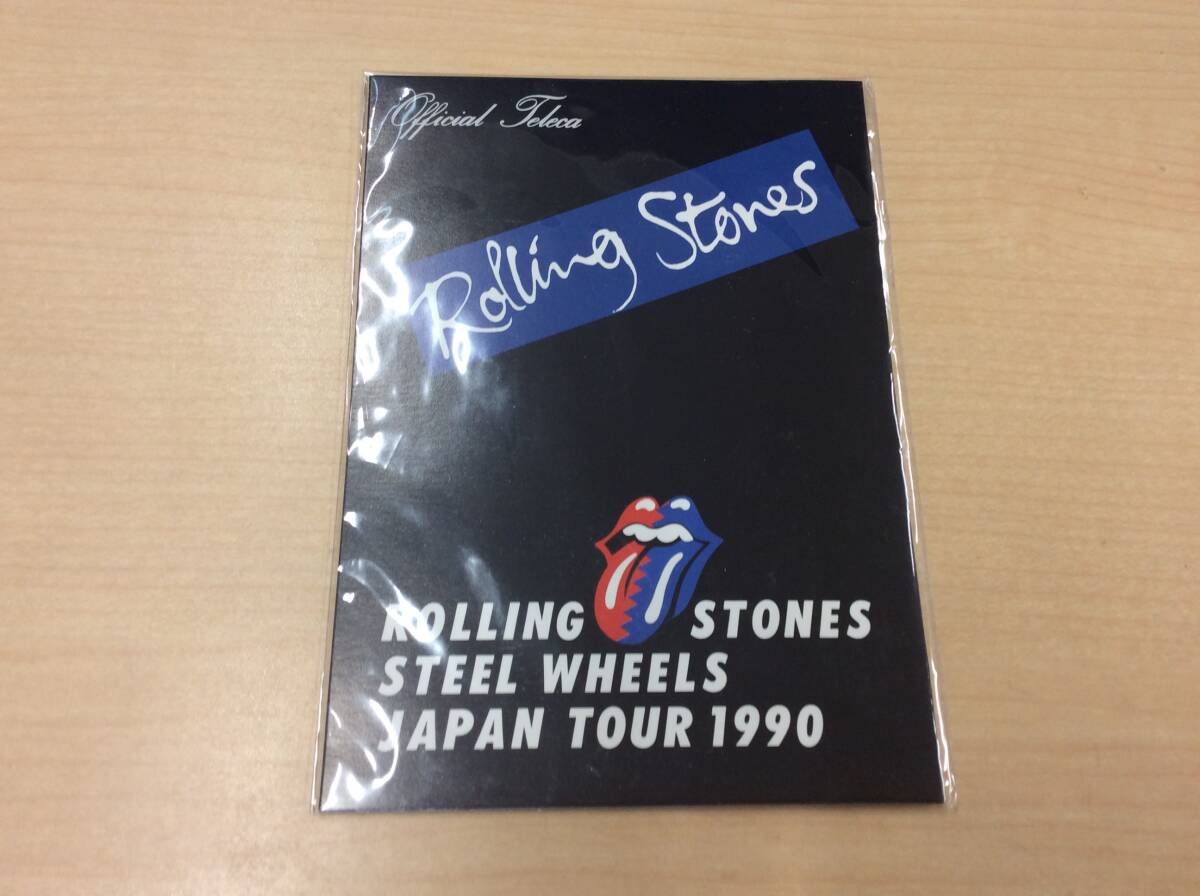 Official Teleca
Rolling Stones
ROLLING STONES
STEEL WHEELS
JAPAN TOUR 1990